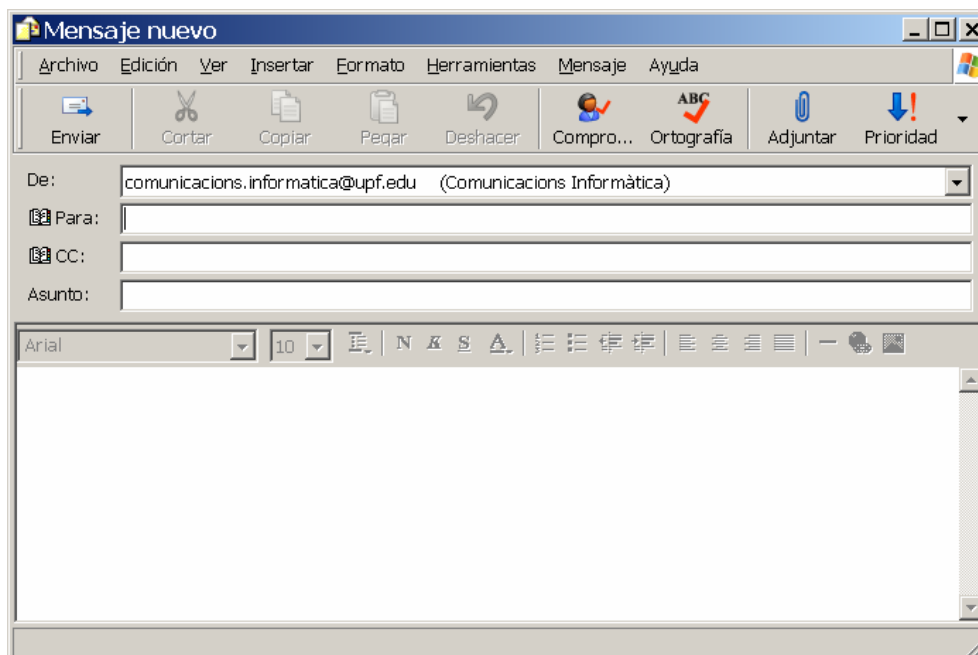 Mensaje nuevo
Archivo Edición Ver Insertar Formato Herramientas Mensaje Ayuda
ABC
Enviar Cortar Copiar Pegar Deshacer Compro... Ortografía Adjuntar Prioridad
De: comunicacions.informatica@upf.edu (Comunicacions Informàtica)
Para:
CC:
Asunto:
Arial 10 N K S A